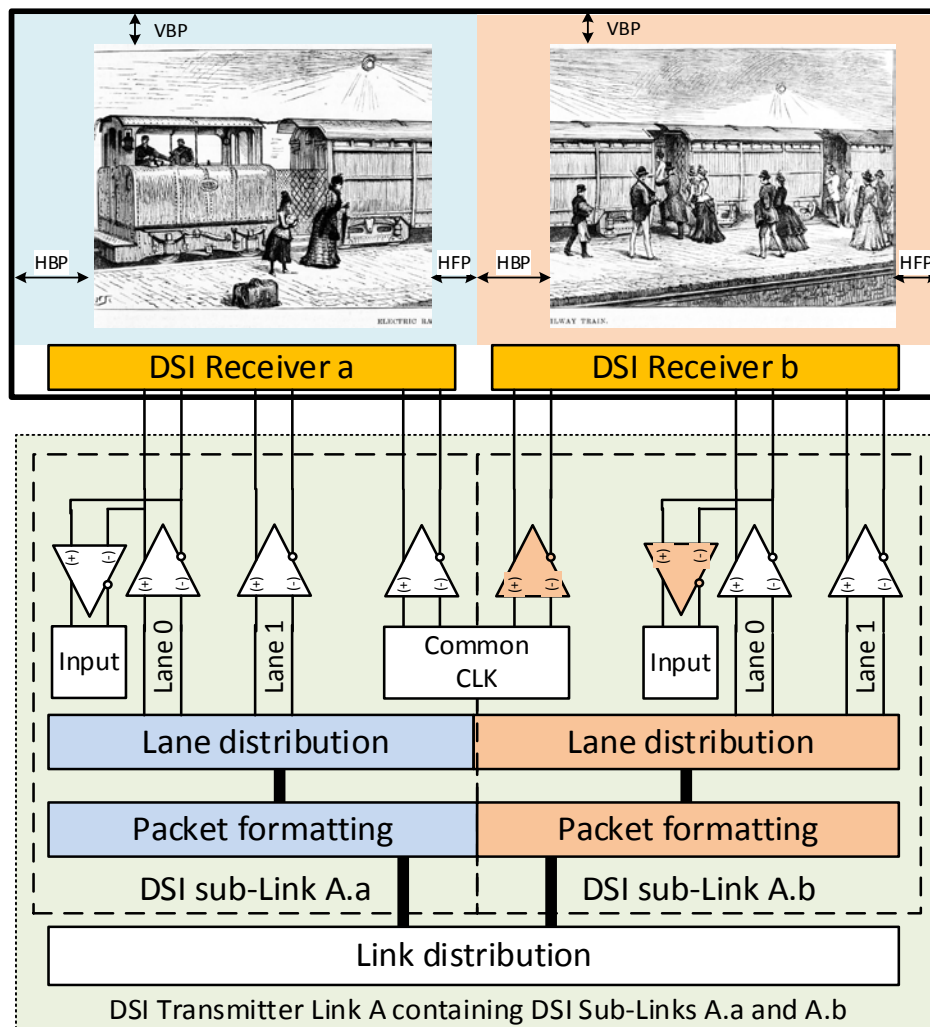 VBP
VBP
HBP
HFP
HBP
HFP
ELECTRIC RA
ILWAY TRAIN.
DSI Receiver a
DSI Receiver b
(+)
(-)
(+)
(-)
(+)
(-)
(+)
(-)
(+)
(-)
(+)
(-)
(+)
(-)
(+)
(-)
Input
Lane 0
Lane 1
Common
CLK
Input
Lane 0
Lane 1
Lane distribution
Lane distribution
Packet formatting
Packet formatting
DSI sub-Link A.a
DSI sub-Link A.b
Link distribution
DSI Transmitter Link A containing DSI Sub-Links A.a and A.b